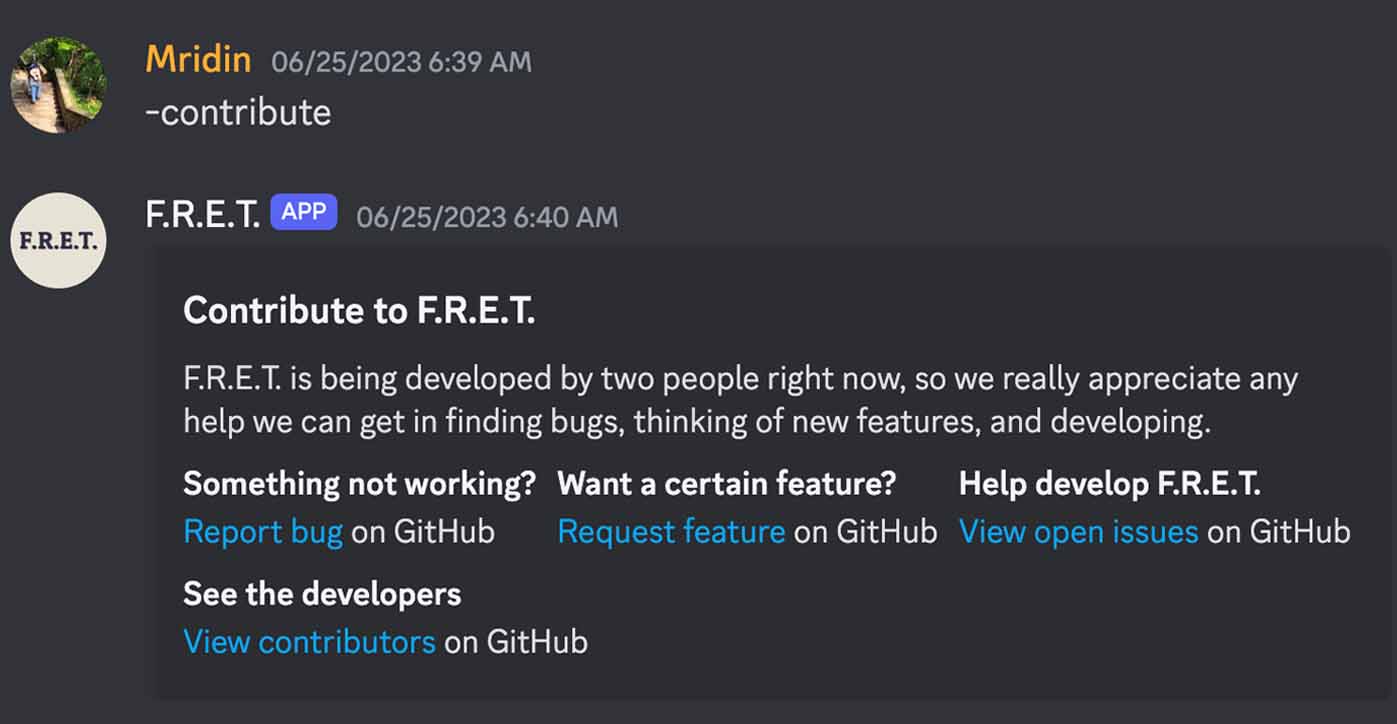 Mridin 06/25/2023 6:39 AM
-contribute
F.R.E.T. APP 06/25/2023 6:40 AM
F.R.E.T.
Contribute to F.R.E.T.
F.R.E.T. is being developed by two people right now, so we really appreciate any
help we can get in finding bugs, thinking of new features, and developing.
Something not working? Want a certain feature? Help develop F.R.E.T.
Report bug on GitHub Request feature on GitHub View open issues on GitHub
See the developers
View contributors on GitHub